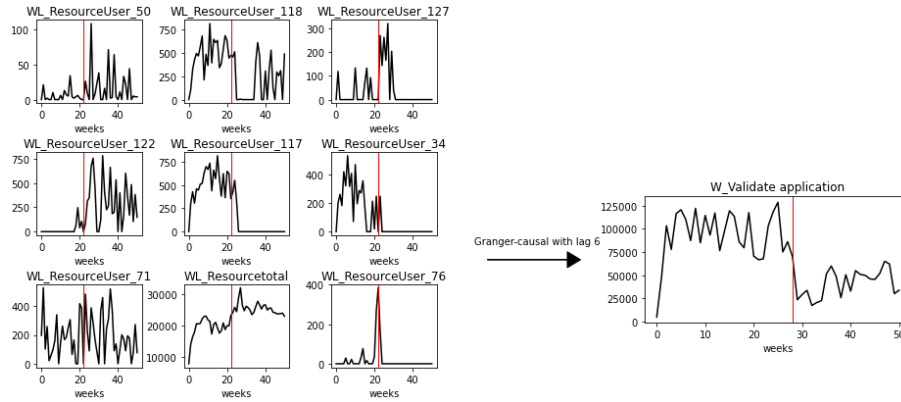 WL_ResourceUser_50
WL_ResourceUser_118
WL_ResourceUser_127
100
50
0
0 20 40
weeks
750
500
250
0
0 20 40
weeks
300
200
100
0
0 20 40
weeks
WL_ResourceUser_122
WL_ResourceUser_117
WL_ResourceUser_34
750
500
250
0
0 20 40
weeks
750
500
250
0
0 20 40
weeks
400
200
0
0 20 40
weeks
WL_ResourceUser_71
WL_Resourcetotal
WL_ResourceUser_76
400
200
0
0 20 40
weeks
30000
20000
10000
0 20 40
weeks
400
200
0
0 20 40
weeks
Granger-causal with lag 6
W_Validate application
125000
100000
75000
50000
25000
0
0 10 20 30 40 50
weeks